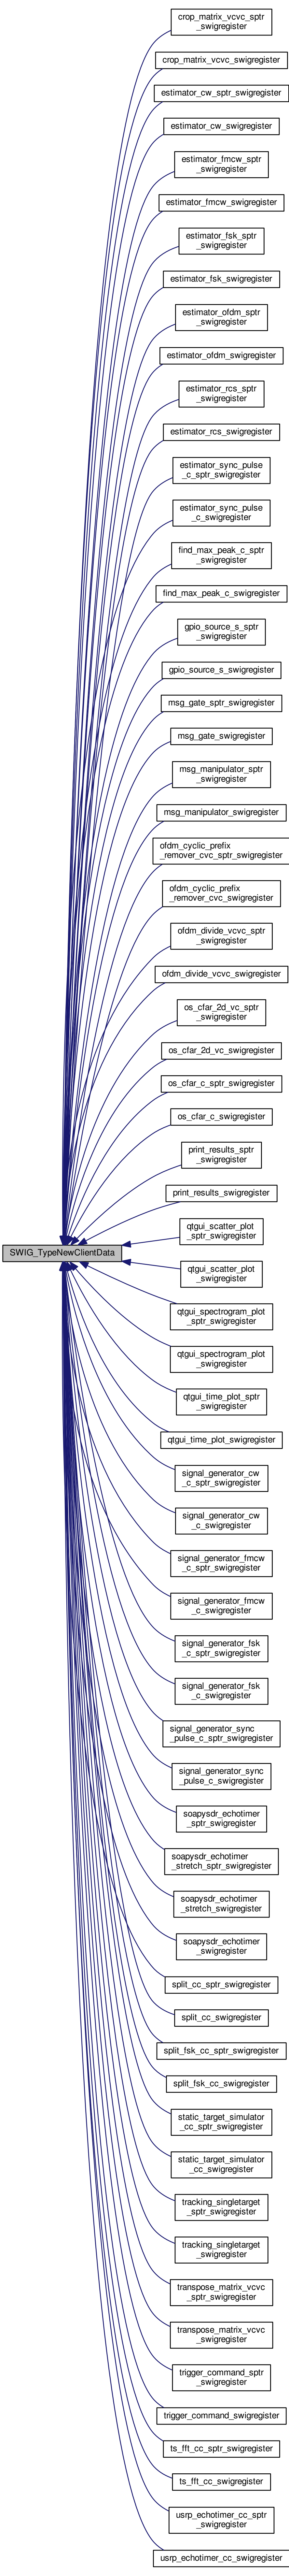 crop_matrix_vcvc_sptr
_swigregister
crop_matrix_vcvc_swigregister
estimator_cw_sptr_swigregister
estimator_cw_swigregister
estimator_fmcw_sptr
_swigregister
estimator_fmcw_swigregister
estimator_fsk_sptr
_swigregister
estimator_fsk_swigregister
estimator_ofdm_sptr
_swigregister
estimator_ofdm_swigregister
estimator_rcs_sptr
_swigregister
estimator_rcs_swigregister
estimator_sync_pulse
_c_sptr_swigregister
estimator_sync_pulse
_c_swigregister
find_max_peak_c_sptr
_swigregister
find_max_peak_c_swigregister
gpio_source_s_sptr
_swigregister
gpio_source_s_swigregister
msg_gate_sptr_swigregister
msg_gate_swigregister
msg_manipulator_sptr
_swigregister
msg_manipulator_swigregister
ofdm_cyclic_prefix
_remover_cvc_sptr_swigregister
ofdm_cyclic_prefix
_remover_cvc_swigregister
ofdm_divide_vcvc_sptr
_swigregister
ofdm_divide_vcvc_swigregister
os_cfar_2d_vc_sptr
_swigregister
os_cfar_2d_vc_swigregister
os_cfar_c_sptr_swigregister
os_cfar_c_swigregister
print_results_sptr
_swigregister
print_results_swigregister
qtgui_scatter_plot
_sptr_swigregister
SWIG_TypeNewClientData
qtgui_scatter_plot
_swigregister
qtgui_spectrogram_plot
_sptr_swigregister
qtgui_spectrogram_plot
_swigregister
qtgui_time_plot_sptr
_swigregister
qtgui_time_plot_swigregister
signal_generator_cw
_c_sptr_swigregister
signal_generator_cw
_c_swigregister
signal_generator_fmcw
_c_sptr_swigregister
signal_generator_fmcw
_c_swigregister
signal_generator_fsk
_c_sptr_swigregister
signal_generator_fsk
_c_swigregister
signal_generator_sync
_pulse_c_sptr_swigregister
signal_generator_sync
_pulse_c_swigregister
soapysdr_echotimer
_sptr_swigregister
soapysdr_echotimer
_stretch_sptr_swigregister
soapysdr_echotimer
_stretch_swigregister
soapysdr_echotimer
_swigregister
split_cc_sptr_swigregister
split_cc_swigregister
split_fsk_cc_sptr_swigregister
split_fsk_cc_swigregister
static_target_simulator
_cc_sptr_swigregister
static_target_simulator
_cc_swigregister
tracking_singletarget
_sptr_swigregister
tracking_singletarget
_swigregister
transpose_matrix_vcvc
_sptr_swigregister
transpose_matrix_vcvc
_swigregister
trigger_command_sptr
_swigregister
trigger_command_swigregister
ts_fft_cc_sptr_swigregister
ts_fft_cc_swigregister
usrp_echotimer_cc_sptr
_swigregister
usrp_echotimer_cc_swigregister